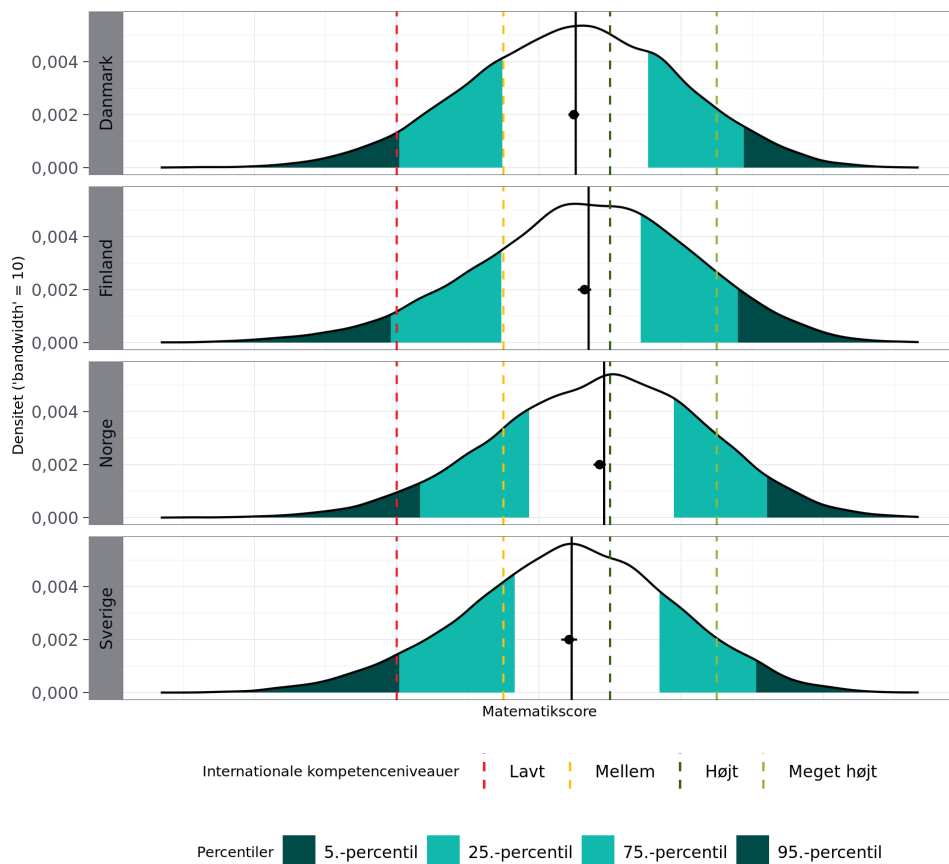 Densitet ('bandwidth' = 10)
Danmark
0,004
0,002
0,000
Finland
0,004
0,002
0,000
Norge
0,004
0,002
0,000
Sverige
0,004
0,002
0,000
Matematikscore
Internationale kompetenceniveauer Lavt Mellem Højt Meget højt
Percentiler 5.-percentil 25.-percentil 75.-percentil 95.-percentil